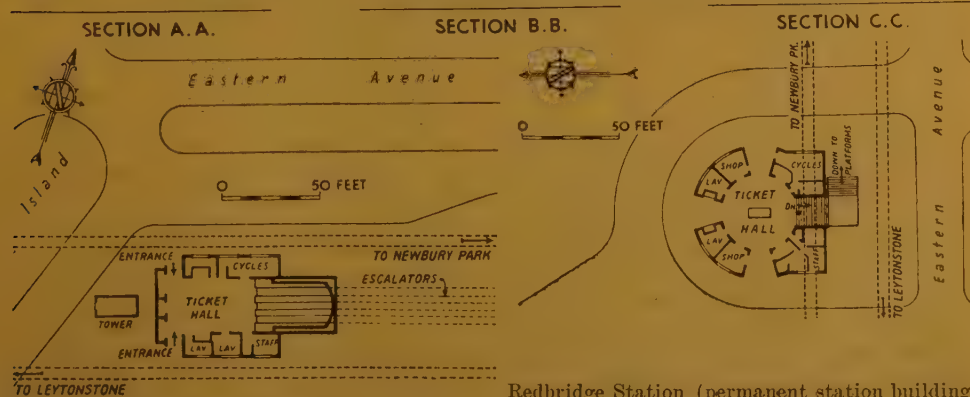 SECTION A.A.
SECTION B.B.
SECTION C.C.
Eastern Avenue
Island
0 50 FEET
TO NEWBURY PARK
ENTRANCE
CYCLES
ESCALATORS
TICKET
HALL
TOWER
ENTRANCE
LAV
LAV
STAFF
TO LEYTONSTONE
0 50 FEET
TO NEWBURY PK.
Eastern Avenue
SHOP
CYCLES
DOWN TO
PLATFORMS
LAV
TICKET
HALL
LAV
SHOP
STAFF
TO LEYTONSTONE
Redbridge Station (permanent station building